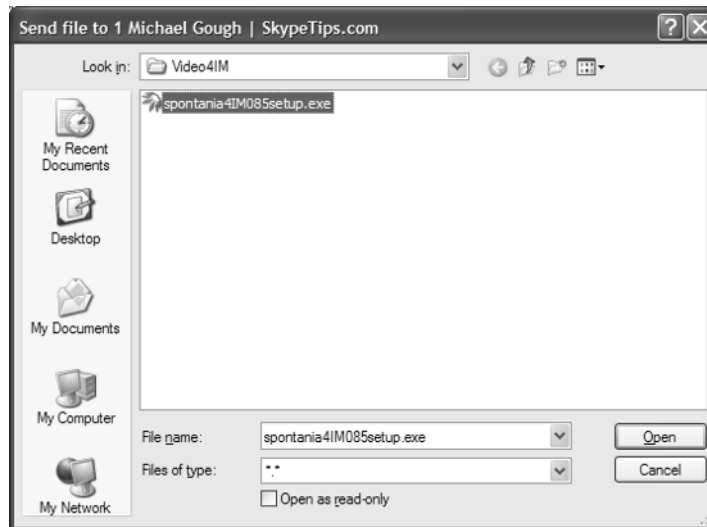 Send file to 1 Michael Gough | SkypeTips.com
Look in:
Video4IM
spontania4IM085setup.exe
My Recent
Documents
Desktop
My Documents
My Computer
My Network
File name:
spontania4IM085setup.exe
Open
Files of type:
*.*
Cancel
Open as read-only